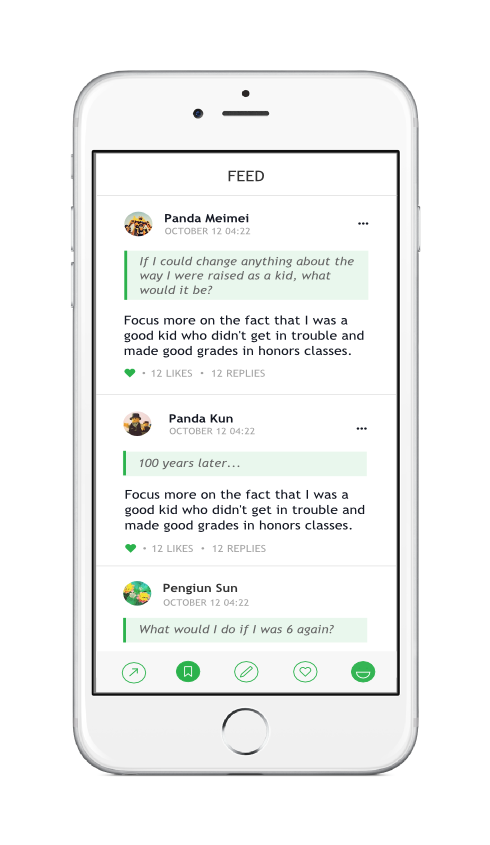 FEED
Panda Meimei
OCTOBER 12 04:22
If I could change anything about the
way I were raised as a kid, what
would it be?
Focus more on the fact that I was a
good kid who didn't get in trouble and
made good grades in honors classes.
• 12 LIKES • 12 REPLIES
Panda Kun
OCTOBER 12 04:22
100 years later...
Focus more on the fact that I was a
good kid who didn't get in trouble and
made good grades in honors classes.
• 12 LIKES • 12 REPLIES
Pengiun Sun
OCTOBER 12 04:22
What would I do if I was 6 again?